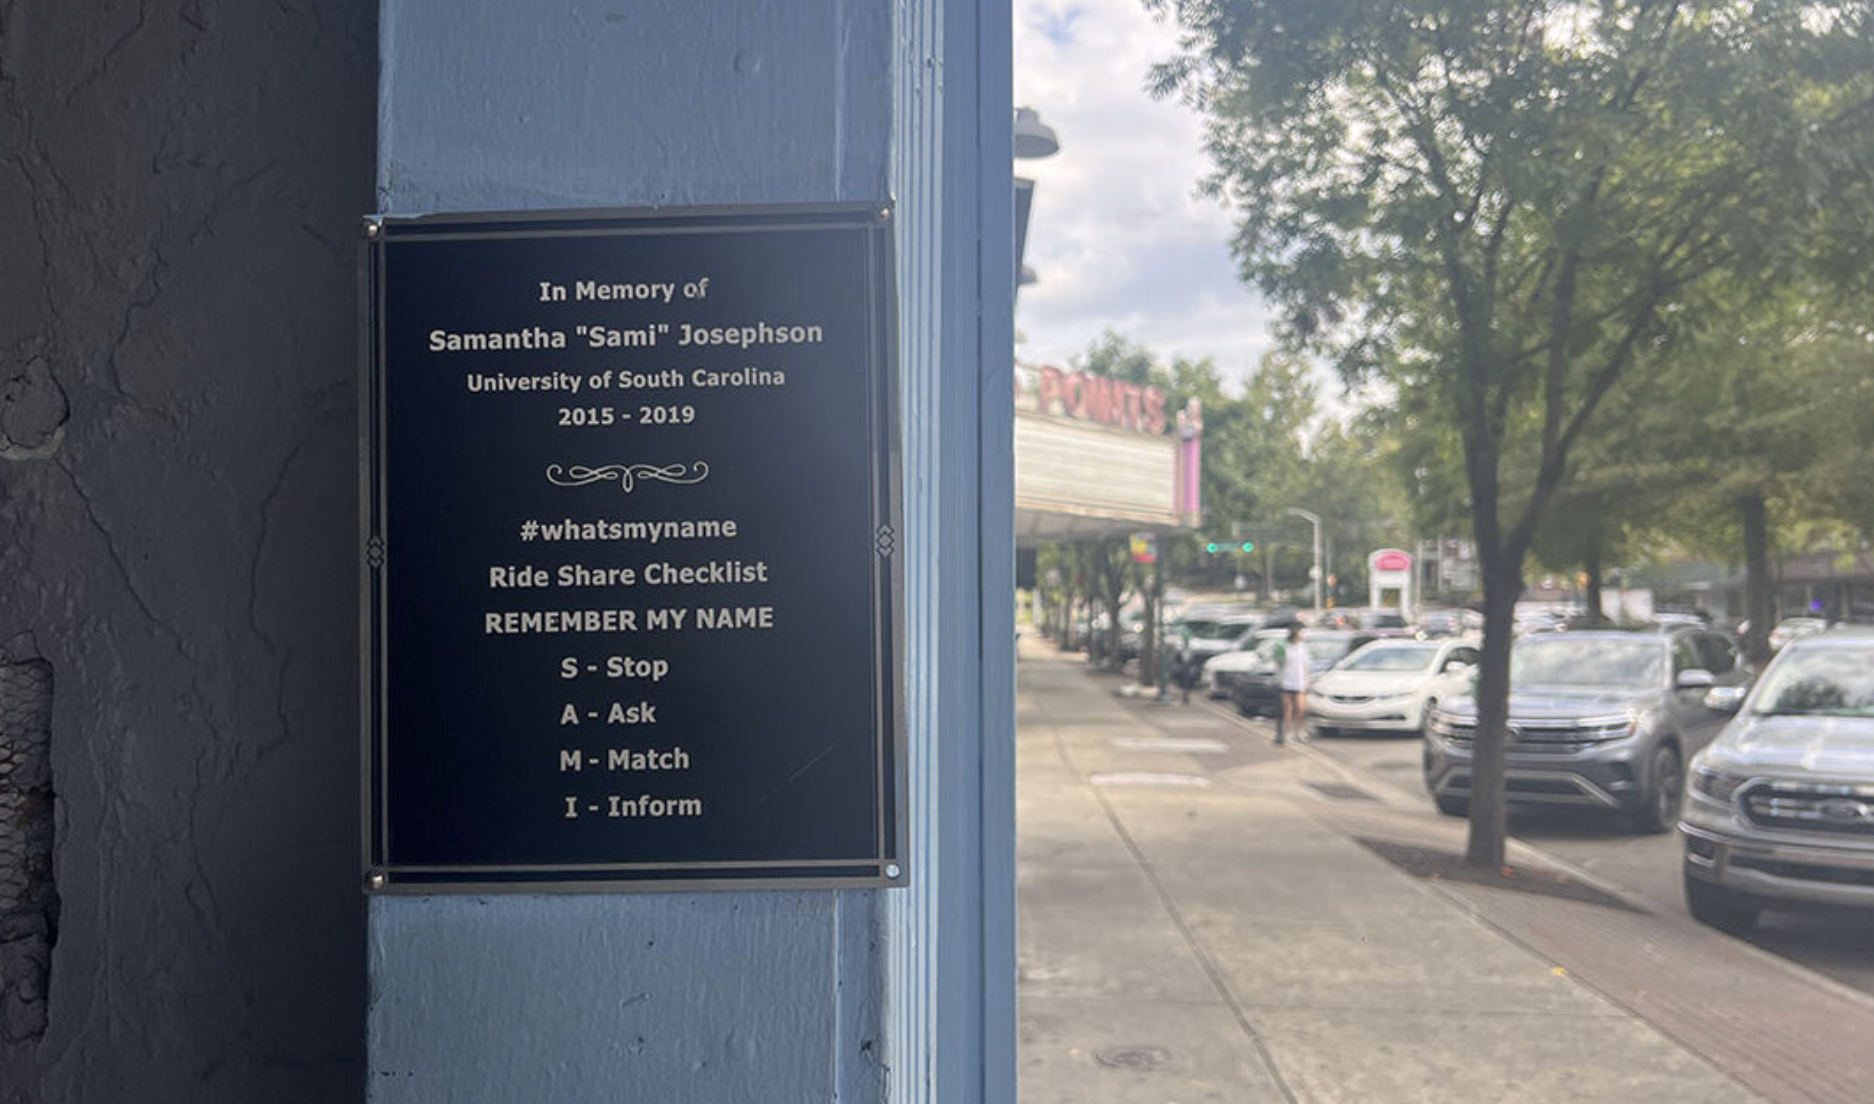 In Memory of
Samantha "Sami" Josephson
University of South Carolina
2015 - 2019
#whatsmyname
Ride Share Checklist
REMEMBER MY NAME
S - Stop
A - Ask
M - Match
I - Inform
POINTS